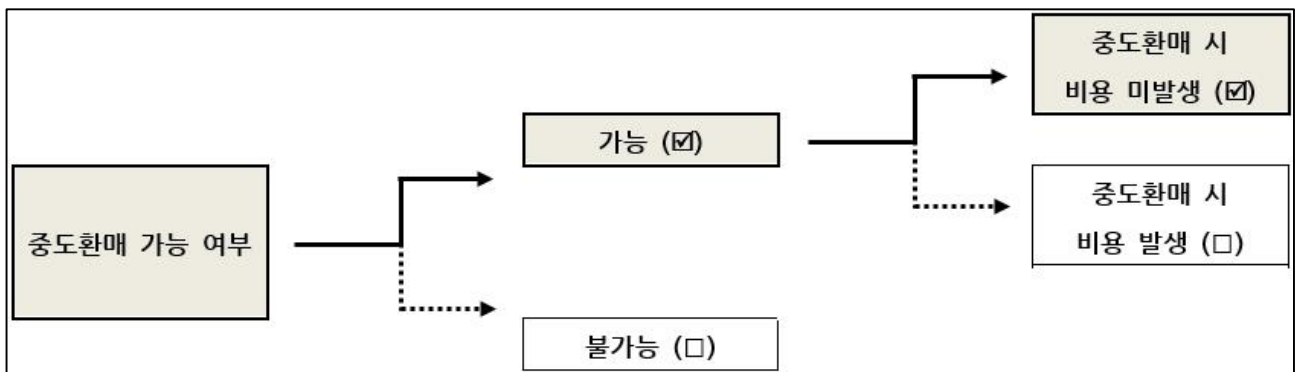 중도환매 가능 여부
가능 (☑)
불가능 (□)
중도환매 시
비용 미발생 (☑)
중도환매 시
비용 발생 (□)